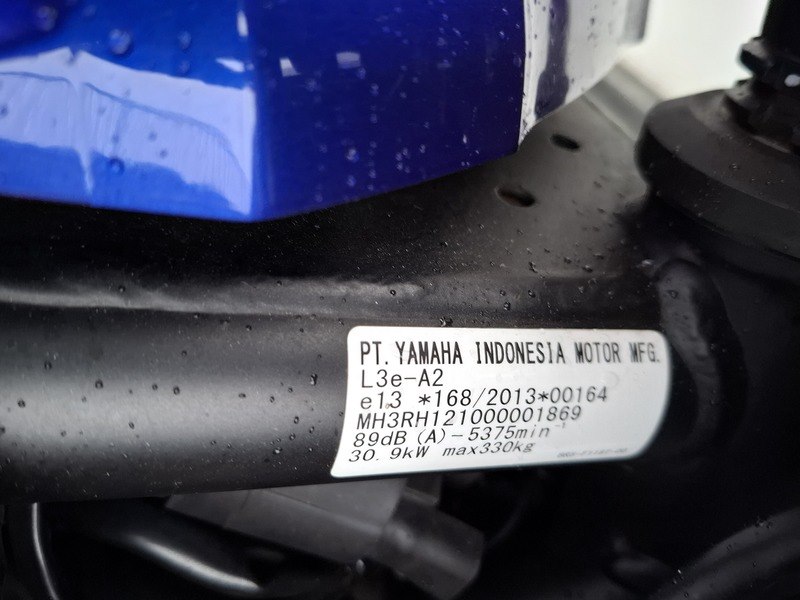 PT. YAMAHA INDONESIA MOTOR MFG.
L3e-A2
e13 *168/2013*00164
MH3RH121000001869
89dB (A)-5375min⁻¹
30.9kW max330kg